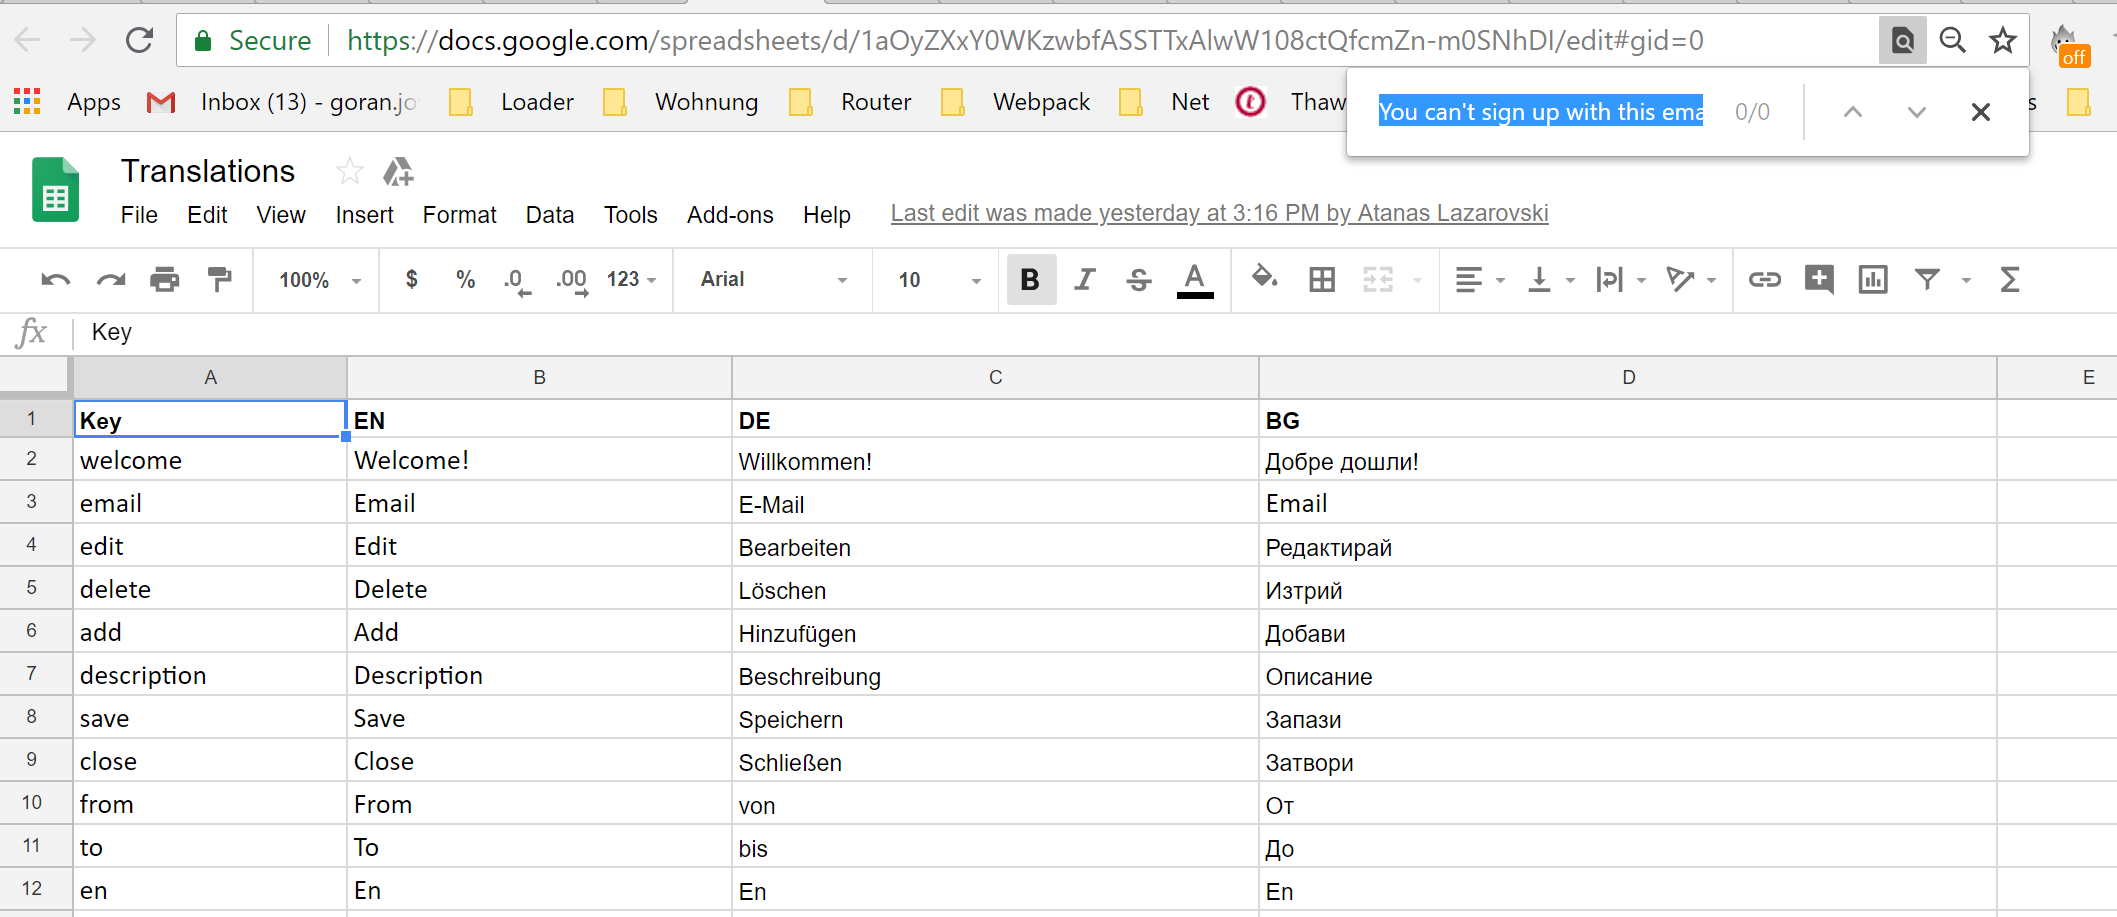 Secure https://docs.google.com/spreadsheets/d/1aOyZXxY0WKzwbfASSTTxAlwW108ctQfcmZn-m0SNhDI/edit#gid=0
off
Apps Inbox (13) - goran.jo Loader Wohnung Router Webpack Net Thaw
You can't sign up with this ema 0/0
Translations
File Edit View Insert Format Data Tools Add-ons Help Last edit was made yesterday at 3:16 PM by Atanas Lazarovski
100% $ % .0 .00 123 Arial 10 B I S A
fx Key
A B C D E
1 Key EN DE BG
2 welcome Welcome! Willkommen! Добре дошли!
3 email Email E-Mail Email
4 edit Edit Bearbeiten Редактирай
5 delete Delete Löschen Изтрий
6 add Add Hinzufügen Добави
7 description Description Beschreibung Описание
8 save Save Speichern Запази
9 close Close Schließen Затвори
10 from From von От
11 to To bis До
12 en En En En